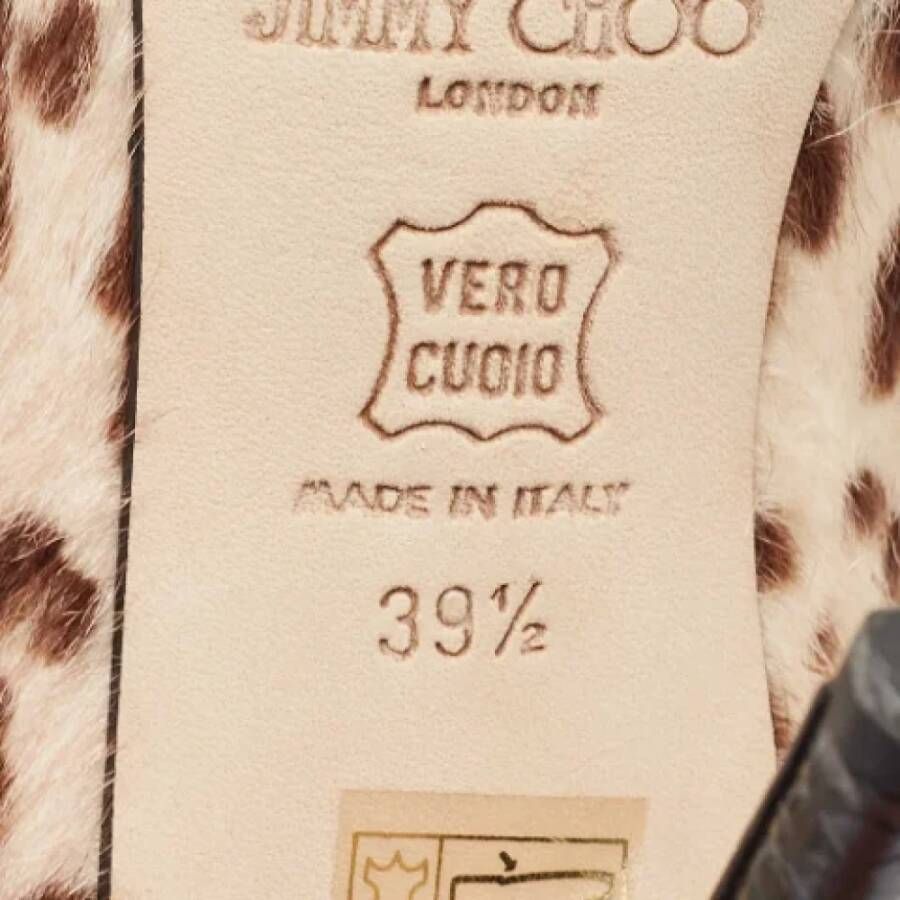 JIMMY CHOO
LONDON
VERO
CUOIO
MADE IN ITALY
39½